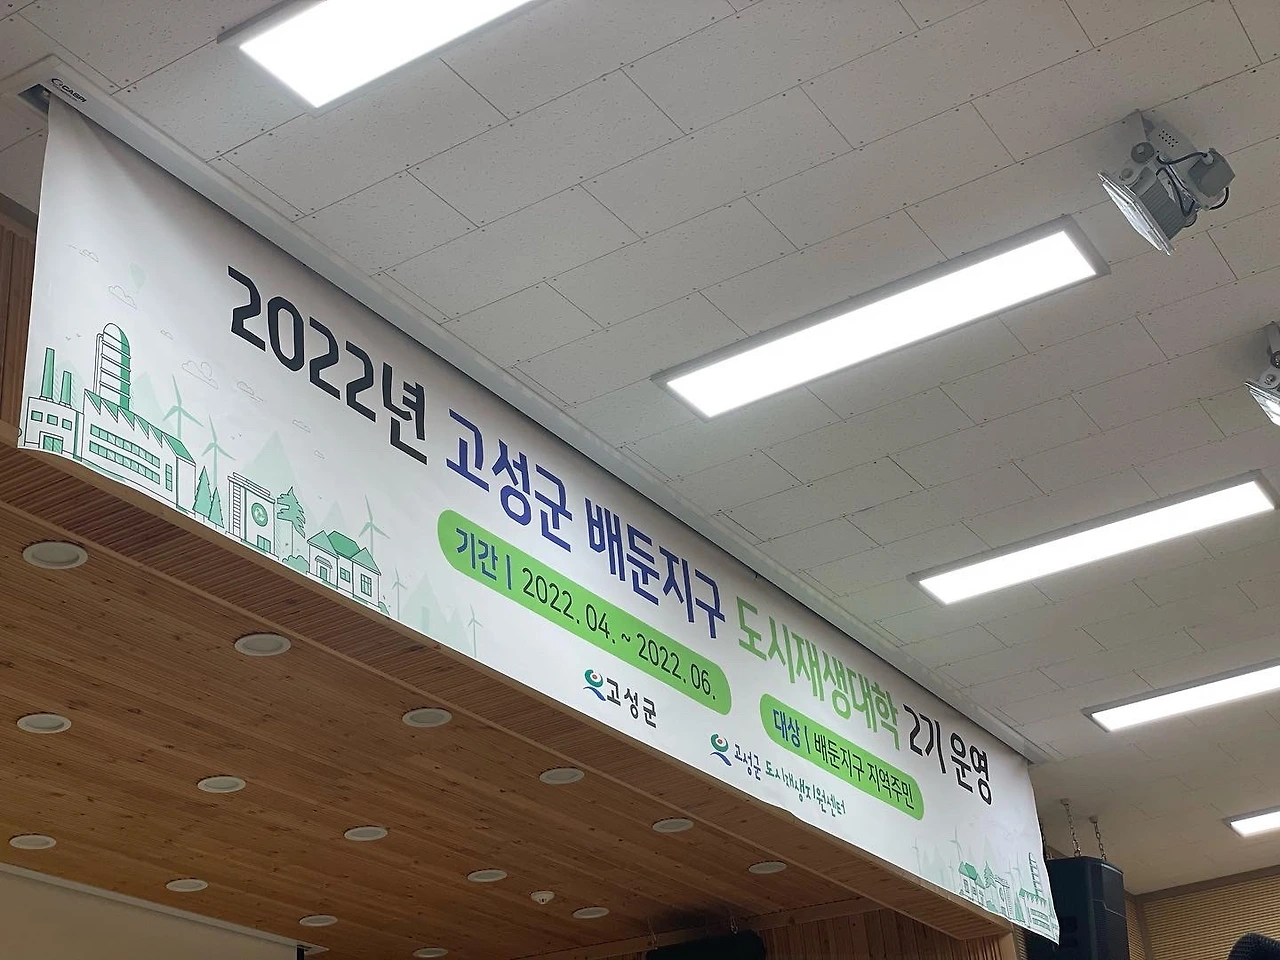 CASPI
2022년 고성군 배둔지구 도시재생대학 2기 운영
기간 | 2022. 04. ~ 2022. 06.
대상 | 배둔지구 지역주민
고성군
고성군 도시재생지원센터